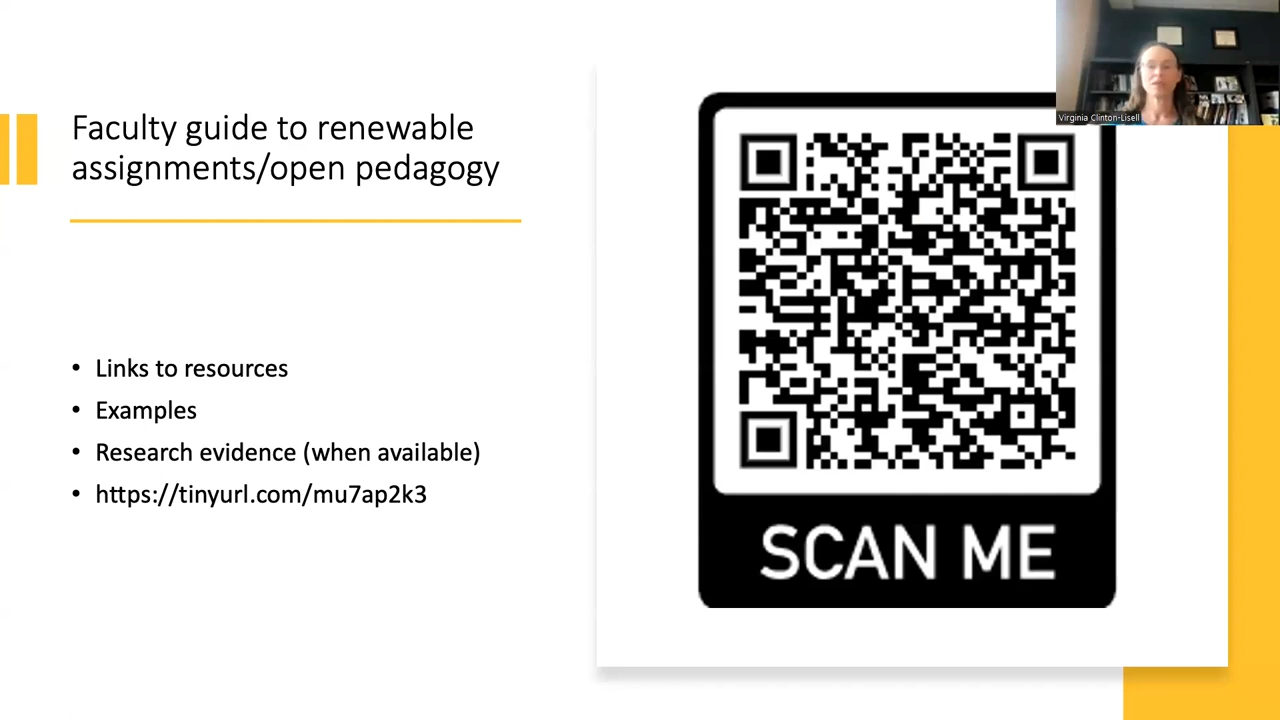 Faculty guide to renewable
assignments/open pedagogy
• Links to resources
• Examples
• Research evidence (when available)
• https://tinyurl.com/mu7ap2k3
SCAN ME
Virginia Clinton-Lisell